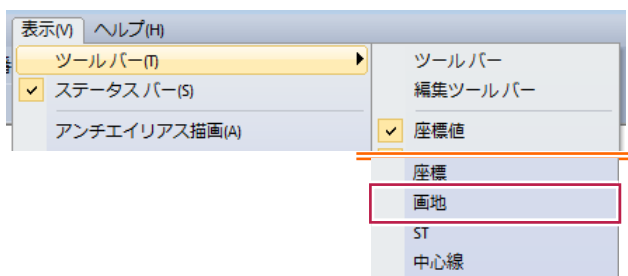 表示(V) ヘルプ(H)
ツール バー(T)
ステータス バー(S)
アンチエイリアス描画(A)
ツール バー
編集ツール バー
座標値
座標
画地
ST
中心線